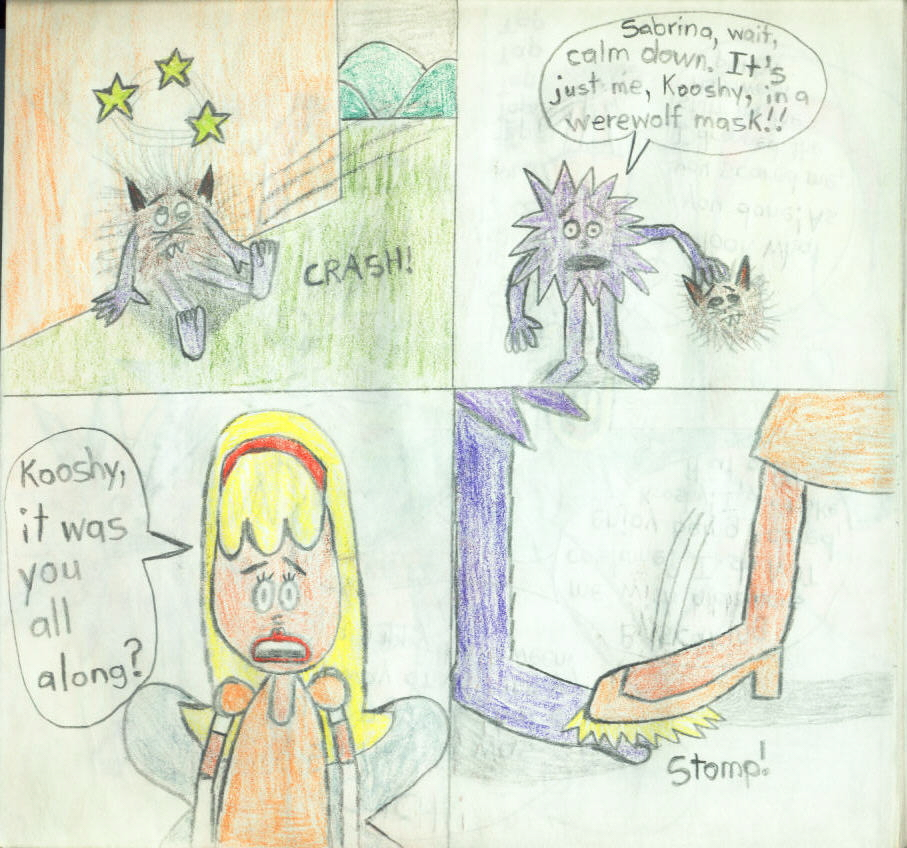 CRASH!
Sabrina, wait,
calm down. It's
just me, Kooshy, in a
werewolf mask!!
Kooshy,
it was
you
all
along?
Stomp!